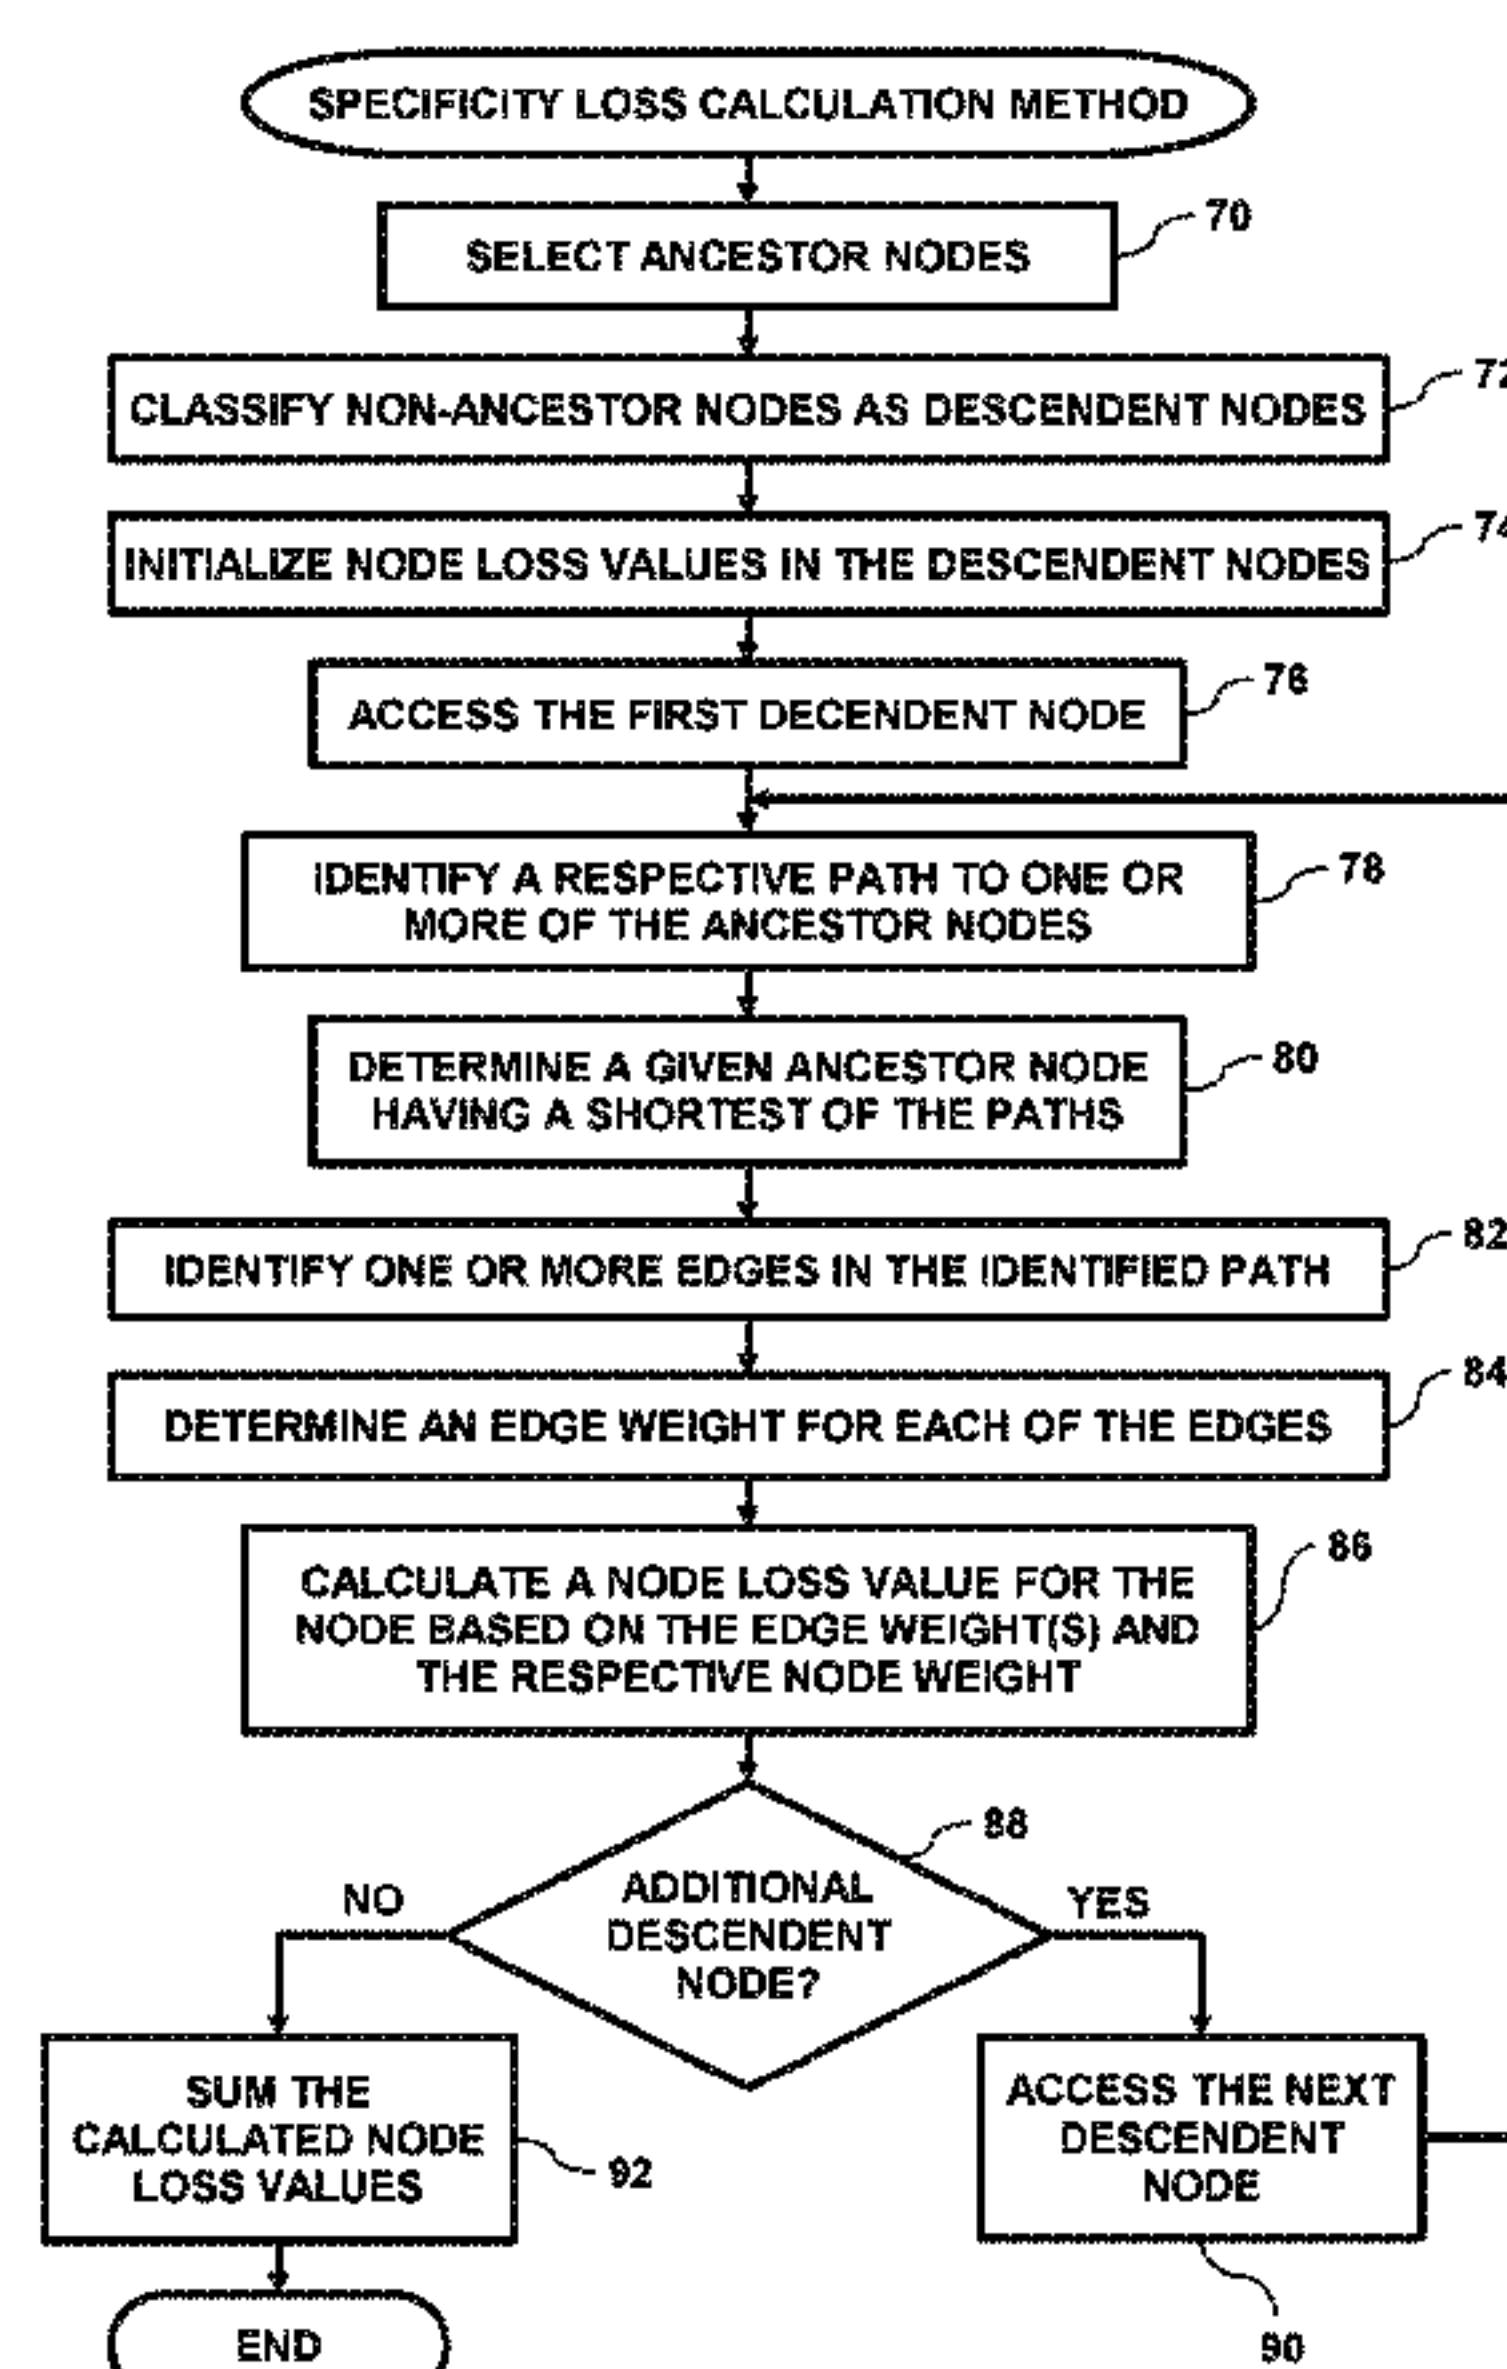 SPECIFICITY LOSS CALCULATION METHOD
SELECT ANCESTOR NODES
70
CLASSIFY NON-ANCESTOR NODES AS DESCENDENT NODES
72
INITIALIZE NODE LOSS VALUES IN THE DESCENDENT NODES
74
ACCESS THE FIRST DECENDENT NODE
76
IDENTIFY A RESPECTIVE PATH TO ONE OR
MORE OF THE ANCESTOR NODES
78
DETERMINE A GIVEN ANCESTOR NODE
HAVING A SHORTEST OF THE PATHS
80
IDENTIFY ONE OR MORE EDGES IN THE IDENTIFIED PATH
82
DETERMINE AN EDGE WEIGHT FOR EACH OF THE EDGES
84
CALCULATE A NODE LOSS VALUE FOR THE
NODE BASED ON THE EDGE WEIGHT(S) AND
THE RESPECTIVE NODE WEIGHT
86
ADDITIONAL
DESCENDENT
NODE?
88
NO
YES
SUM THE
CALCULATED NODE
LOSS VALUES
92
ACCESS THE NEXT
DESCENDENT
NODE
90
END